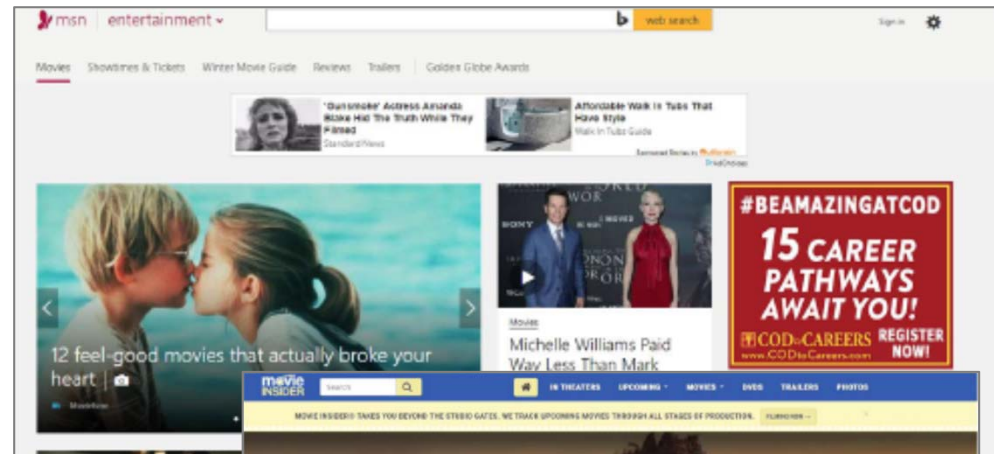 msn entertainment
web search
Sign in
Movies Showtimes & Tickets Winter Movie Guide Reviews Trailers Golden Globe Awards
'Gunsmoke' Actress Amanda
Blake Hid The Truth While They
Filmed
Standard News
Affordable Walk In Tubs That
Have Style
Walk In Tubs Guide
AdChoices
SONY
12 feel-good movies that actually broke your
heart
Movies
Michelle Williams Paid
Way Less Than Mark
#BEAMAZINGATCOD
15 CAREER
PATHWAYS
AWAIT YOU!
COD to CAREERS
www.CODtoCareers.com
REGISTER
NOW!
movie
INSIDER
Search
IN THEATERS UPCOMING MOVIES DVDS TRAILERS PHOTOS
MOVIE INSIDER® TAKES YOU BEYOND THE STUDIO GATES. WE TRACK UPCOMING MOVIES THROUGH ALL STAGES OF PRODUCTION.